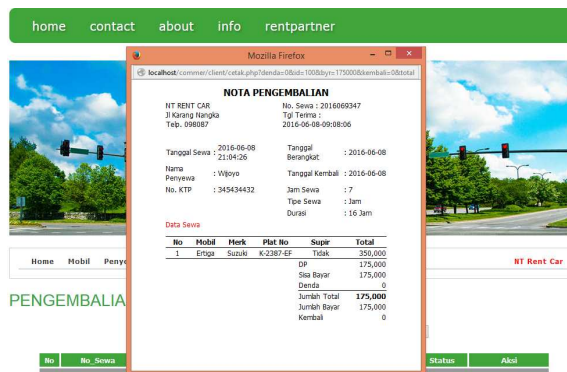 home contact about info rentpartner
Mozilla Firefox
localhost/commer/client/cetak.php?denda=0&id=100&byr=175000&kembali=0&total
NOTA PENGEMBALIAN
NT RENT CAR No. Sewa : 2016069347
Jl Karang Nangka Tgl Terima :
Telp. 098087 2016-06-08-09:08:06
Tanggal Sewa : 2016-06-08 21:04:26 Tanggal Berangkat : 2016-06-08
Nama Penyewa : Wijoyo Tanggal Kembali : 2016-06-08
No. KTP : 345434432 Jam Sewa : 7
Tipe Sewa : Jam
Durasi : 16 Jam
Data Sewa
No Mobil Merk Plat No Supir Total
1 Ertiga Suzuki K-2387-EF Tidak 350,000
DP 175,000
Sisa Bayar 175,000
Denda 0
Jumlah Total 175,000
Jumlah Bayar 175,000
Kembali 0
Home Mobil Penye NT Rent Car
PENGEMBALIA
No No_Sewa Status Aksi